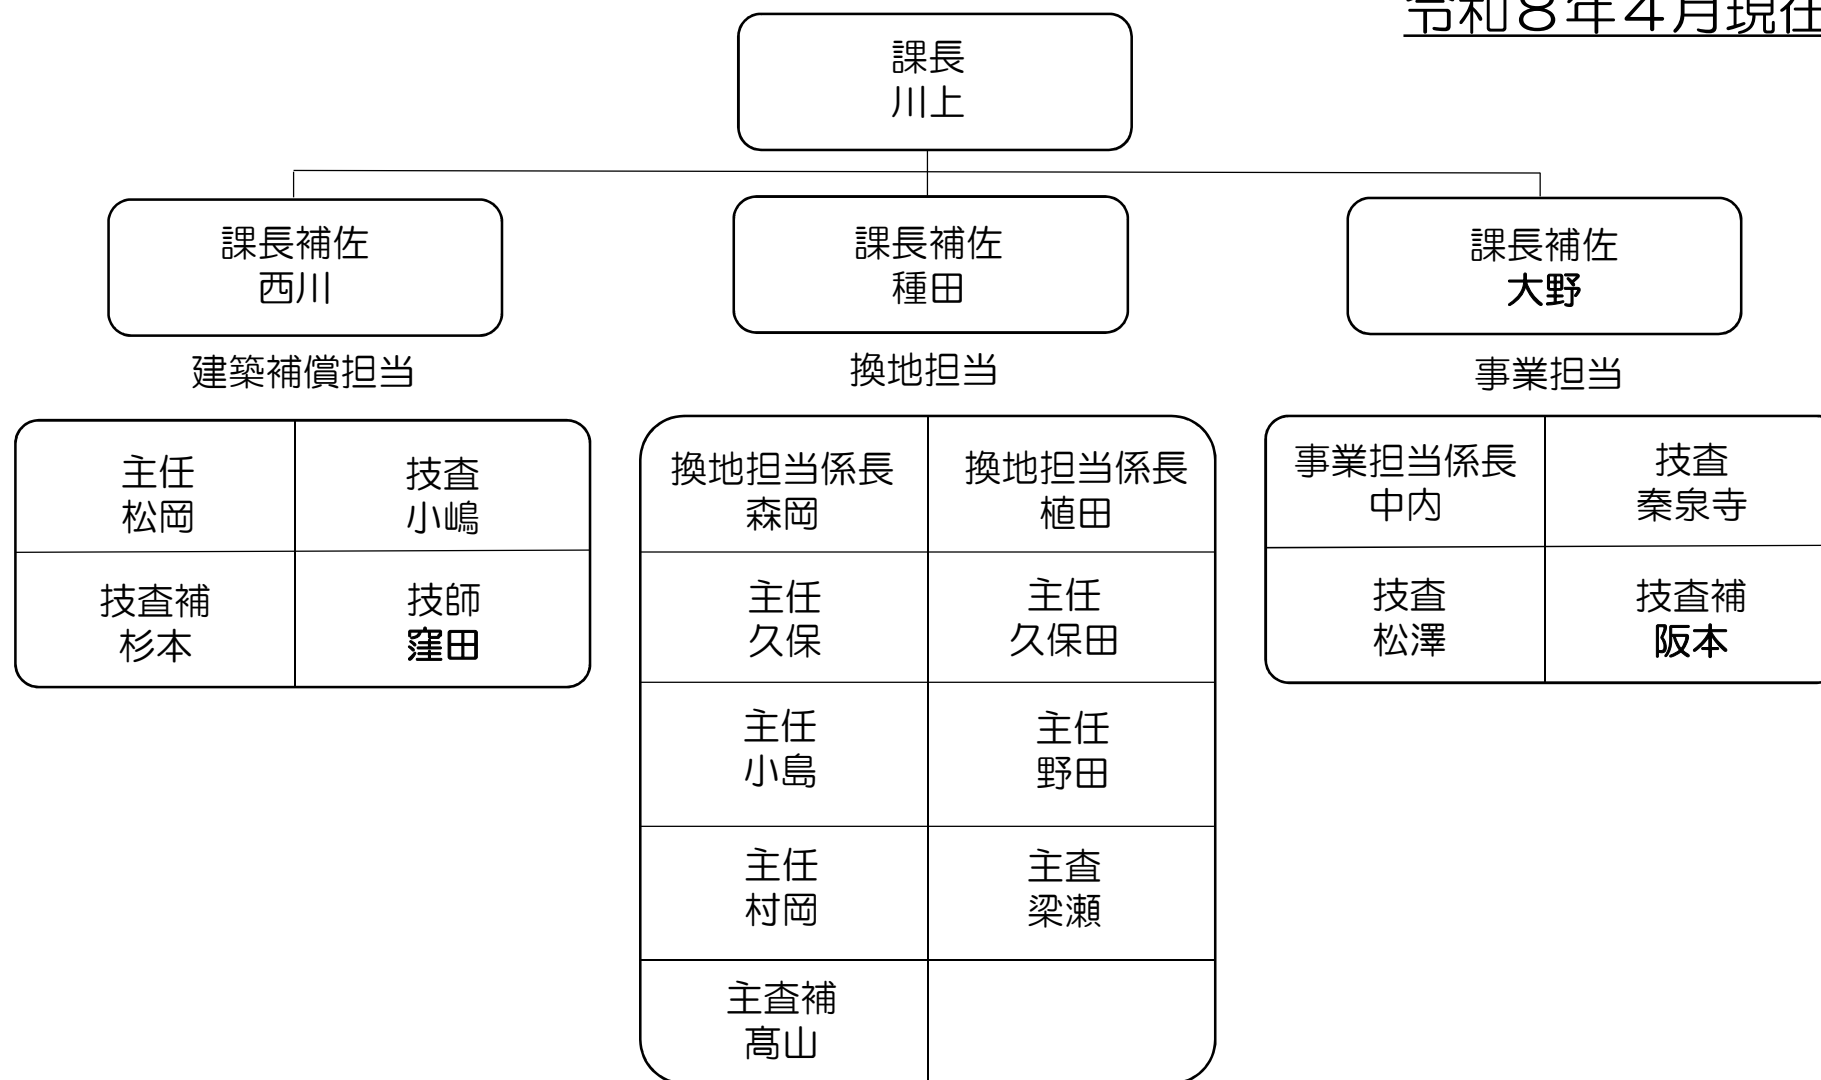 令和８年４月現在
課長
川上
課長補佐
西川
課長補佐
種田
課長補佐
大野
建築補償担当
換地担当
事業担当
主任
松岡
技査
小嶋
技査補
杉本
技師
窪田
換地担当係長
森岡
換地担当係長
植田
主任
久保
主任
久保田
主任
小島
主任
野田
主任
村岡
主査
梁瀬
主査補
髙山
事業担当係長
中内
技査
秦泉寺
技査
松澤
技査補
阪本